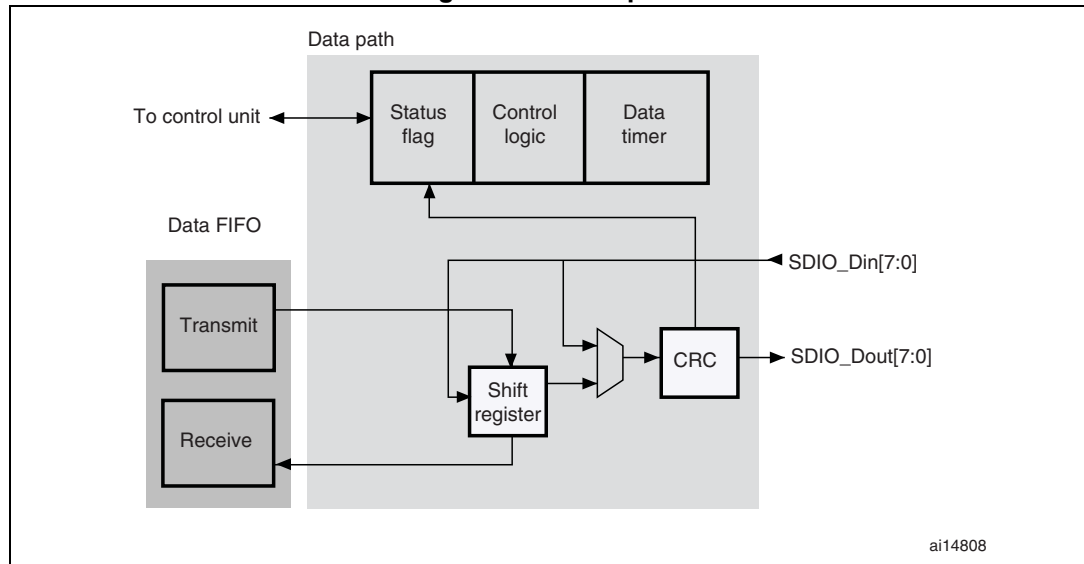 Data path
To control unit
Status
flag
Control
logic
Data
timer
Data FIFO
SDIO_Din[7:0]
Transmit
CRC
SDIO_Dout[7:0]
Shift
register
Receive
ai14808